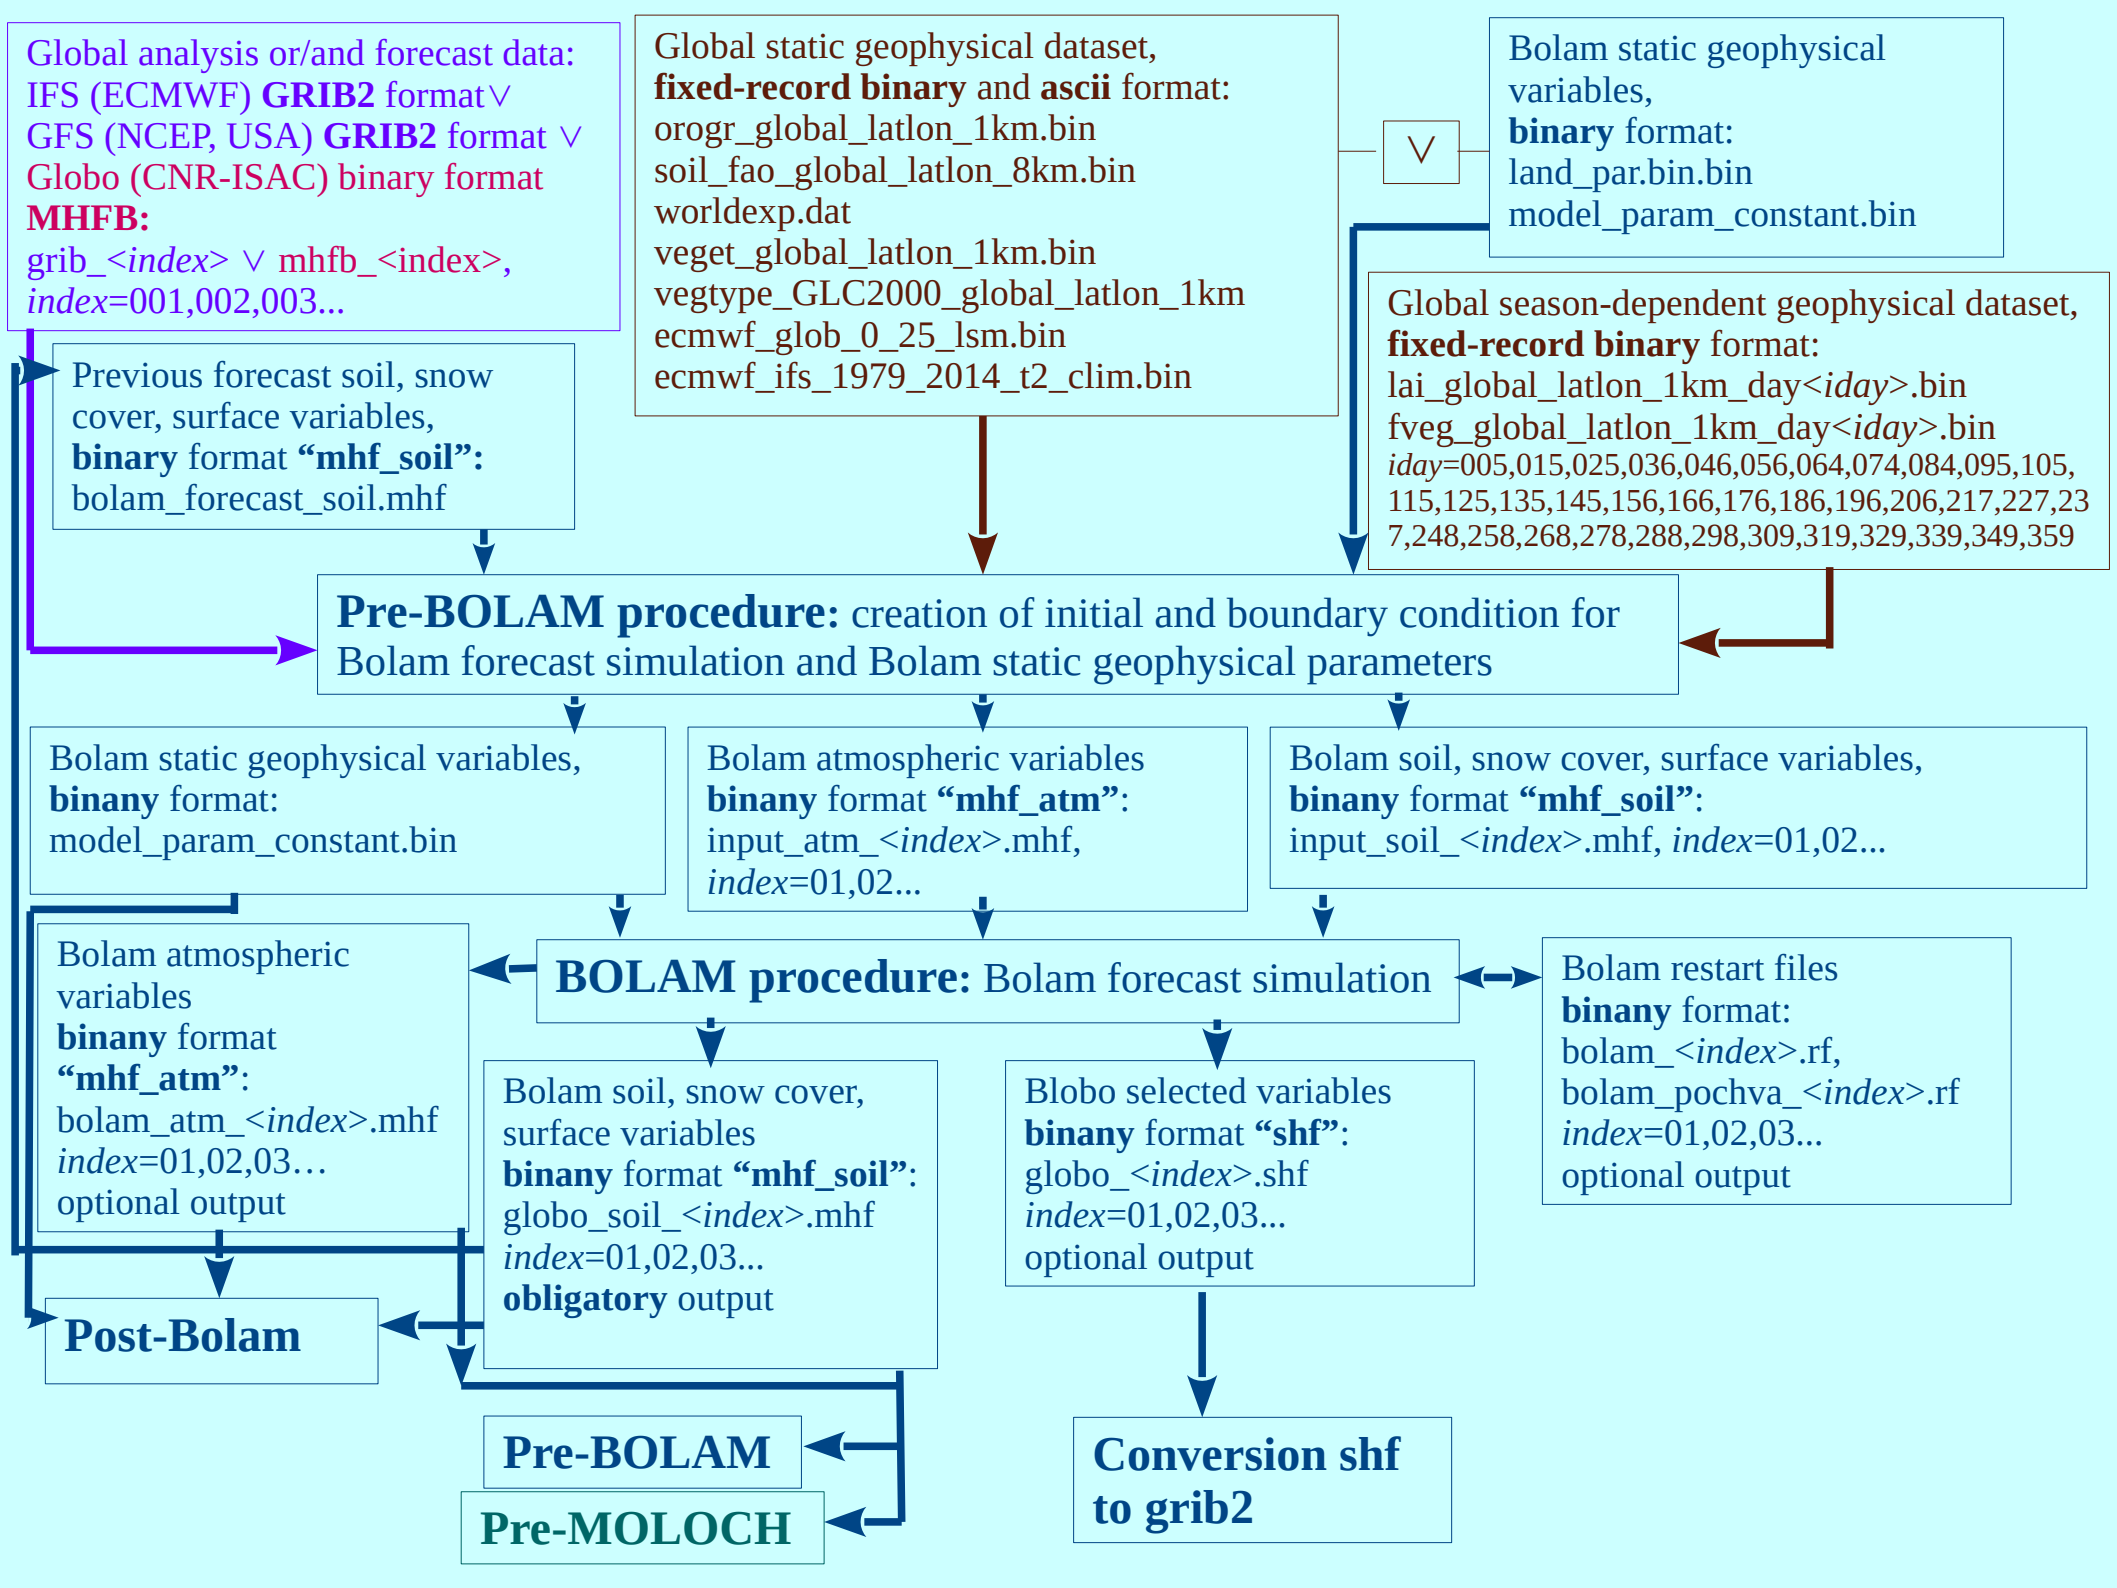 Global analysis or/and forecast data:
IFS (ECMWF) GRIB2 format∨
GFS (NCEP, USA) GRIB2 format ∨
Globo (CNR-ISAC) binary format
MHFB:
grib_<index> ∨ mhfb_<index>,
index=001,002,003...
Global static geophysical dataset,
fixed-record binary and ascii format:
orogr_global_latlon_1km.bin
soil_fao_global_latlon_8km.bin
worldexp.dat
veget_global_latlon_1km.bin
vegtype_GLC2000_global_latlon_1km
ecmwf_glob_0_25_lsm.bin
ecmwf_ifs_1979_2014_t2_clim.bin
∨
Bolam static geophysical
variables,
binary format:
land_par.bin.bin
model_param_constant.bin
Global season-dependent geophysical dataset,
fixed-record binary format:
lai_global_latlon_1km_day<iday>.bin
fveg_global_latlon_1km_day<iday>.bin
iday=005,015,025,036,046,056,064,074,084,095,105,
115,125,135,145,156,166,176,186,196,206,217,227,23
7,248,258,268,278,288,298,309,319,329,339,349,359
Previous forecast soil, snow
cover, surface variables,
binary format “mhf_soil”:
bolam_forecast_soil.mhf
Pre-BOLAM procedure: creation of initial and boundary condition for
Bolam forecast simulation and Bolam static geophysical parameters
Bolam static geophysical variables,
binany format:
model_param_constant.bin
Bolam atmospheric variables
binany format “mhf_atm”:
input_atm_<index>.mhf,
index=01,02...
Bolam soil, snow cover, surface variables,
binany format “mhf_soil”:
input_soil_<index>.mhf, index=01,02...
Bolam atmospheric
variables
binany format
“mhf_atm”:
bolam_atm_<index>.mhf
index=01,02,03…
optional output
BOLAM procedure: Bolam forecast simulation
Bolam restart files
binany format:
bolam_<index>.rf,
bolam_pochva_<index>.rf
index=01,02,03...
optional output
Bolam soil, snow cover,
surface variables
binany format “mhf_soil”:
globo_soil_<index>.mhf
index=01,02,03...
obligatory output
Blobo selected variables
binany format “shf”:
globo_<index>.shf
index=01,02,03...
optional output
Post-Bolam
Pre-BOLAM
Pre-MOLOCH
Conversion shf
to grib2